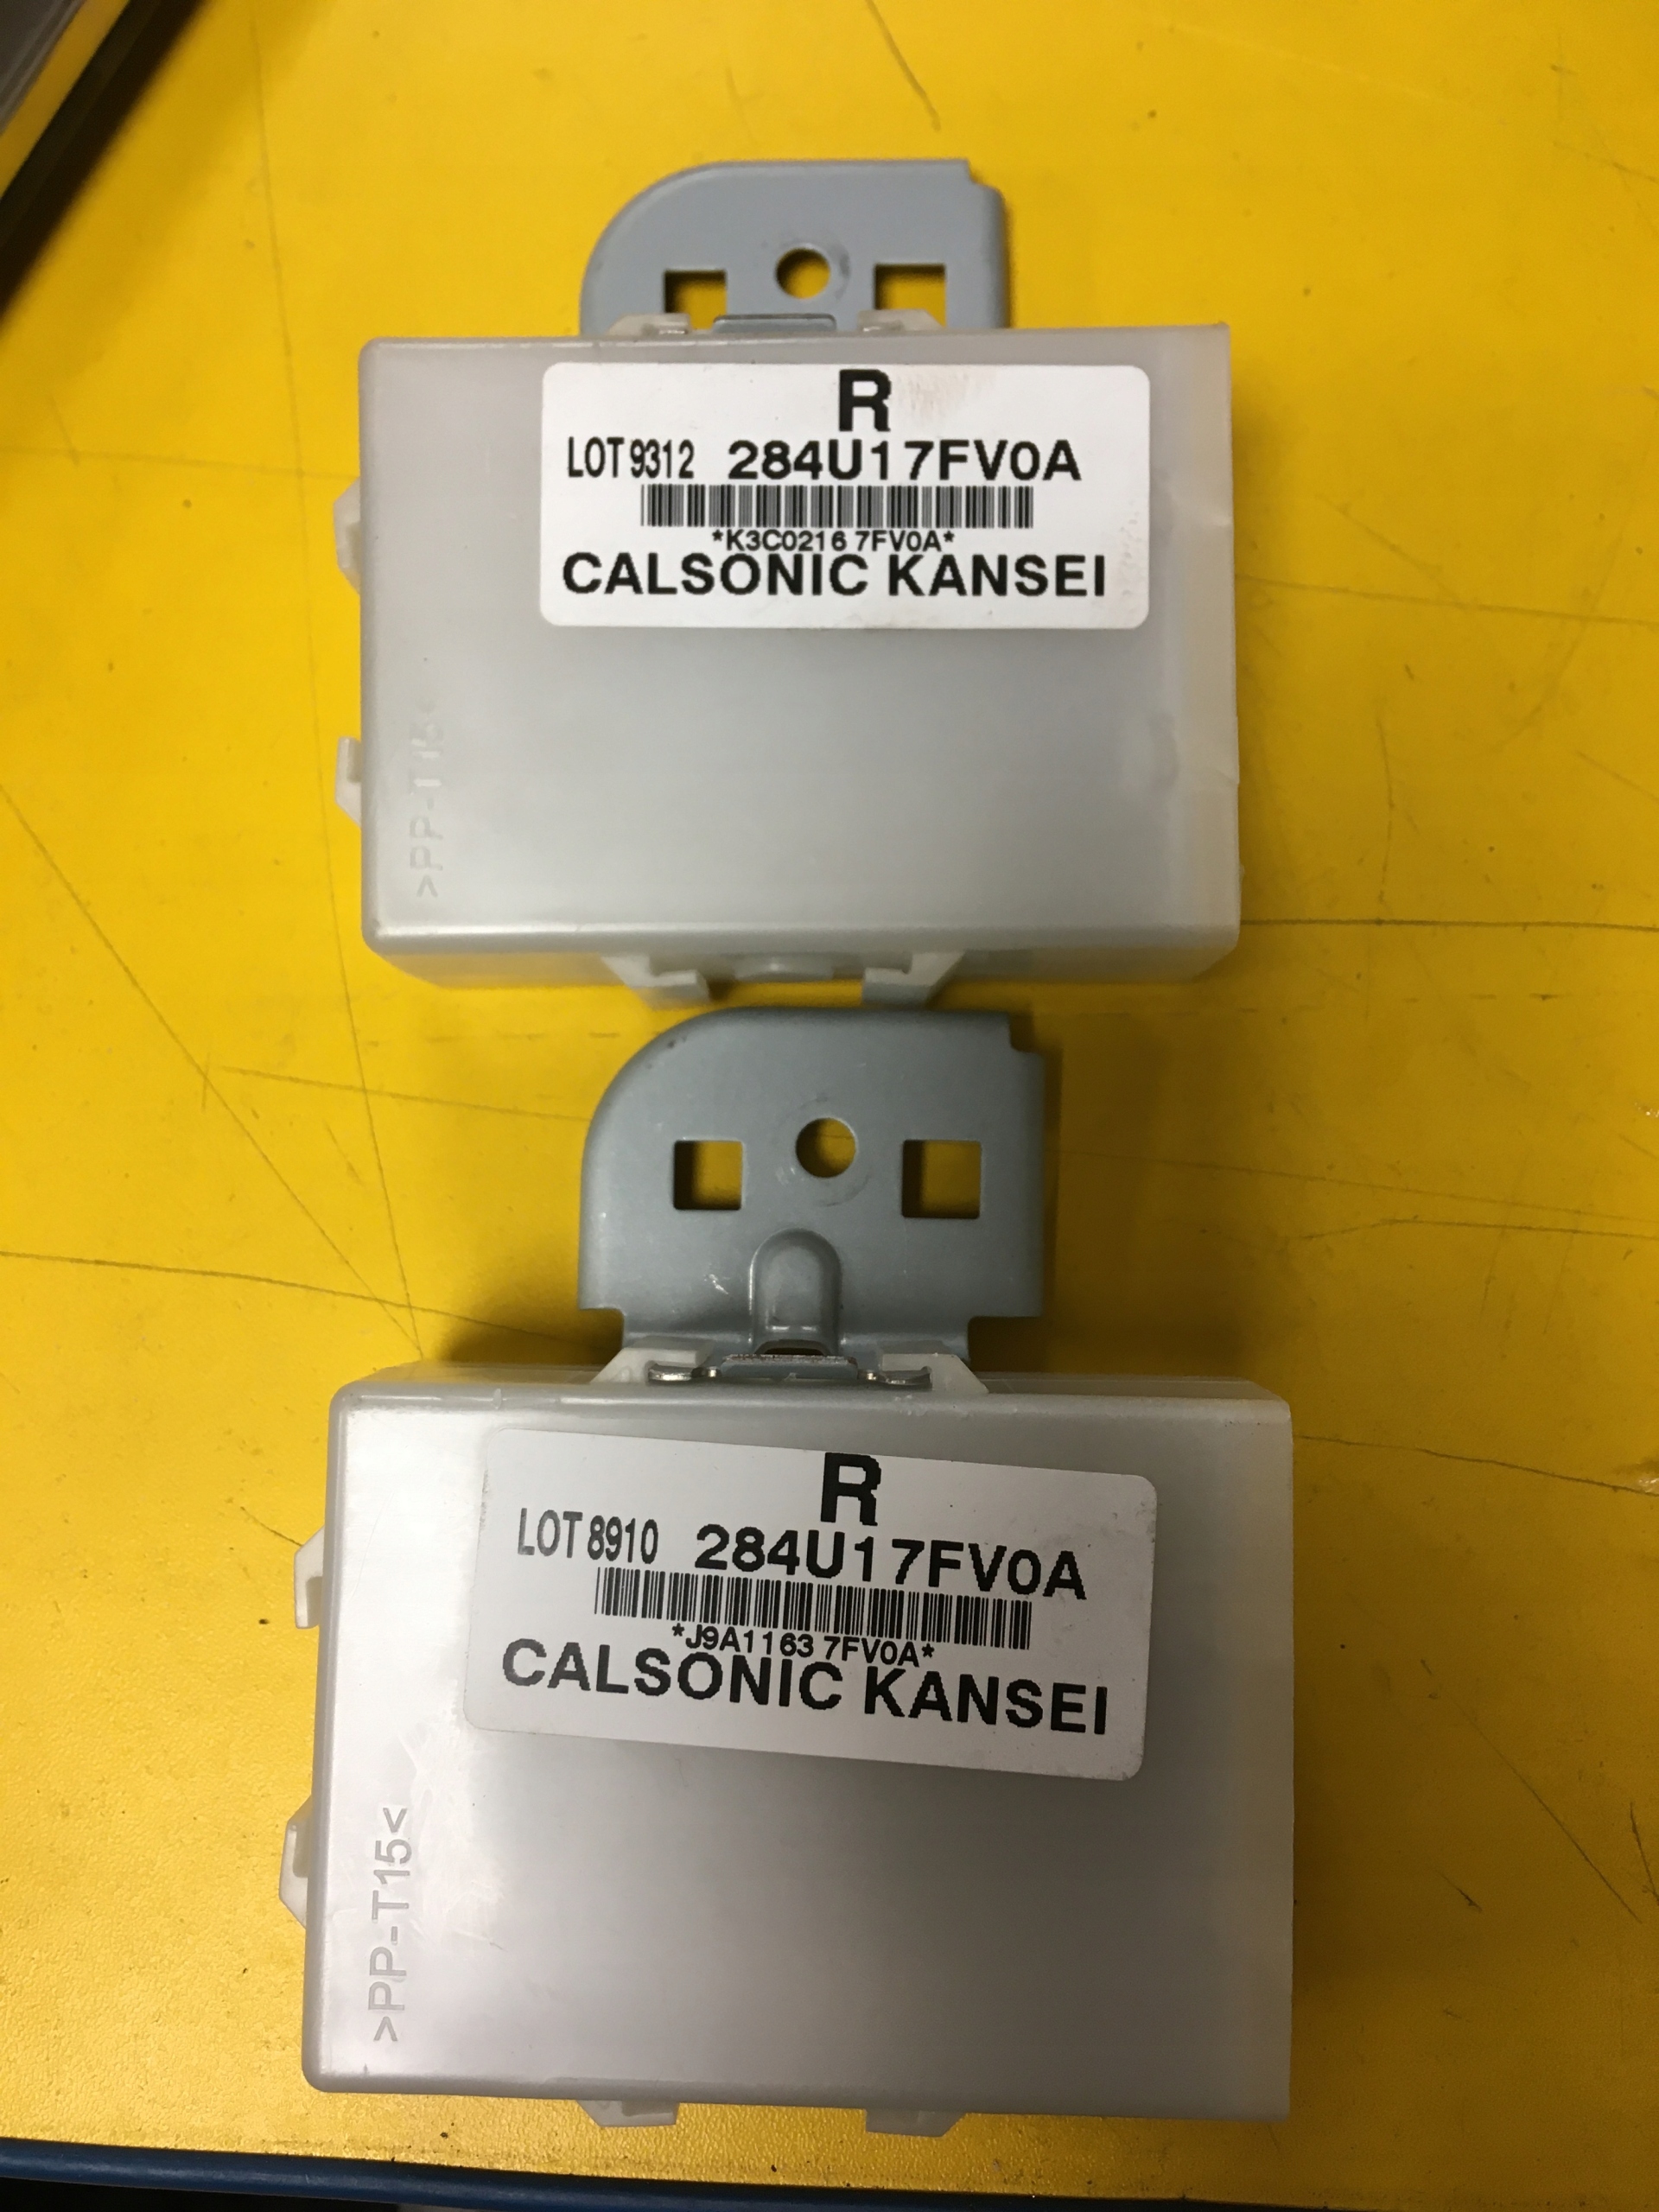 R
LOT 9312 284U17FV0A
*K3C0216 7FV0A*
CALSONIC KANSEI
>PP-T15<
R
LOT 8910 284U17FV0A
*J9A1163 7FV0A*
CALSONIC KANSEI
>PP-T15<